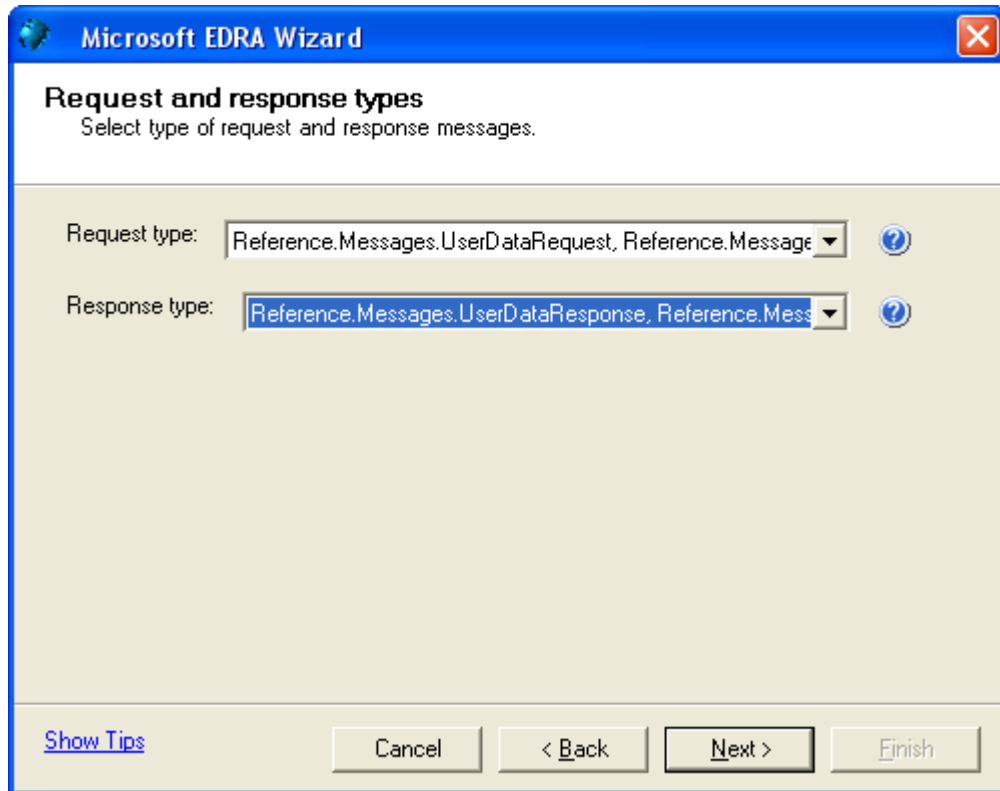 Microsoft EDRA Wizard
Request and response types
Select type of request and response messages.
Request type: Reference.Messages.UserDataRequest, Reference.Message
Response type: Reference.Messages.UserDataResponse, Reference.Mess
Show Tips Cancel < Back Next > Finish